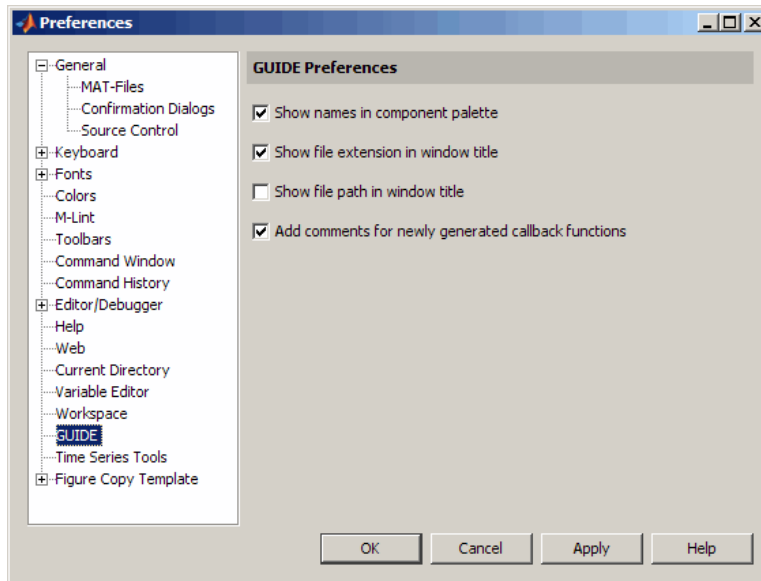 Preferences
General
MAT-Files
Confirmation Dialogs
Source Control
Keyboard
Fonts
Colors
M-Lint
Toolbars
Command Window
Command History
Editor/Debugger
Help
Web
Current Directory
Variable Editor
Workspace
GUIDE
Time Series Tools
Figure Copy Template
GUIDE Preferences
Show names in component palette
Show file extension in window title
Show file path in window title
Add comments for newly generated callback functions
OK Cancel Apply Help